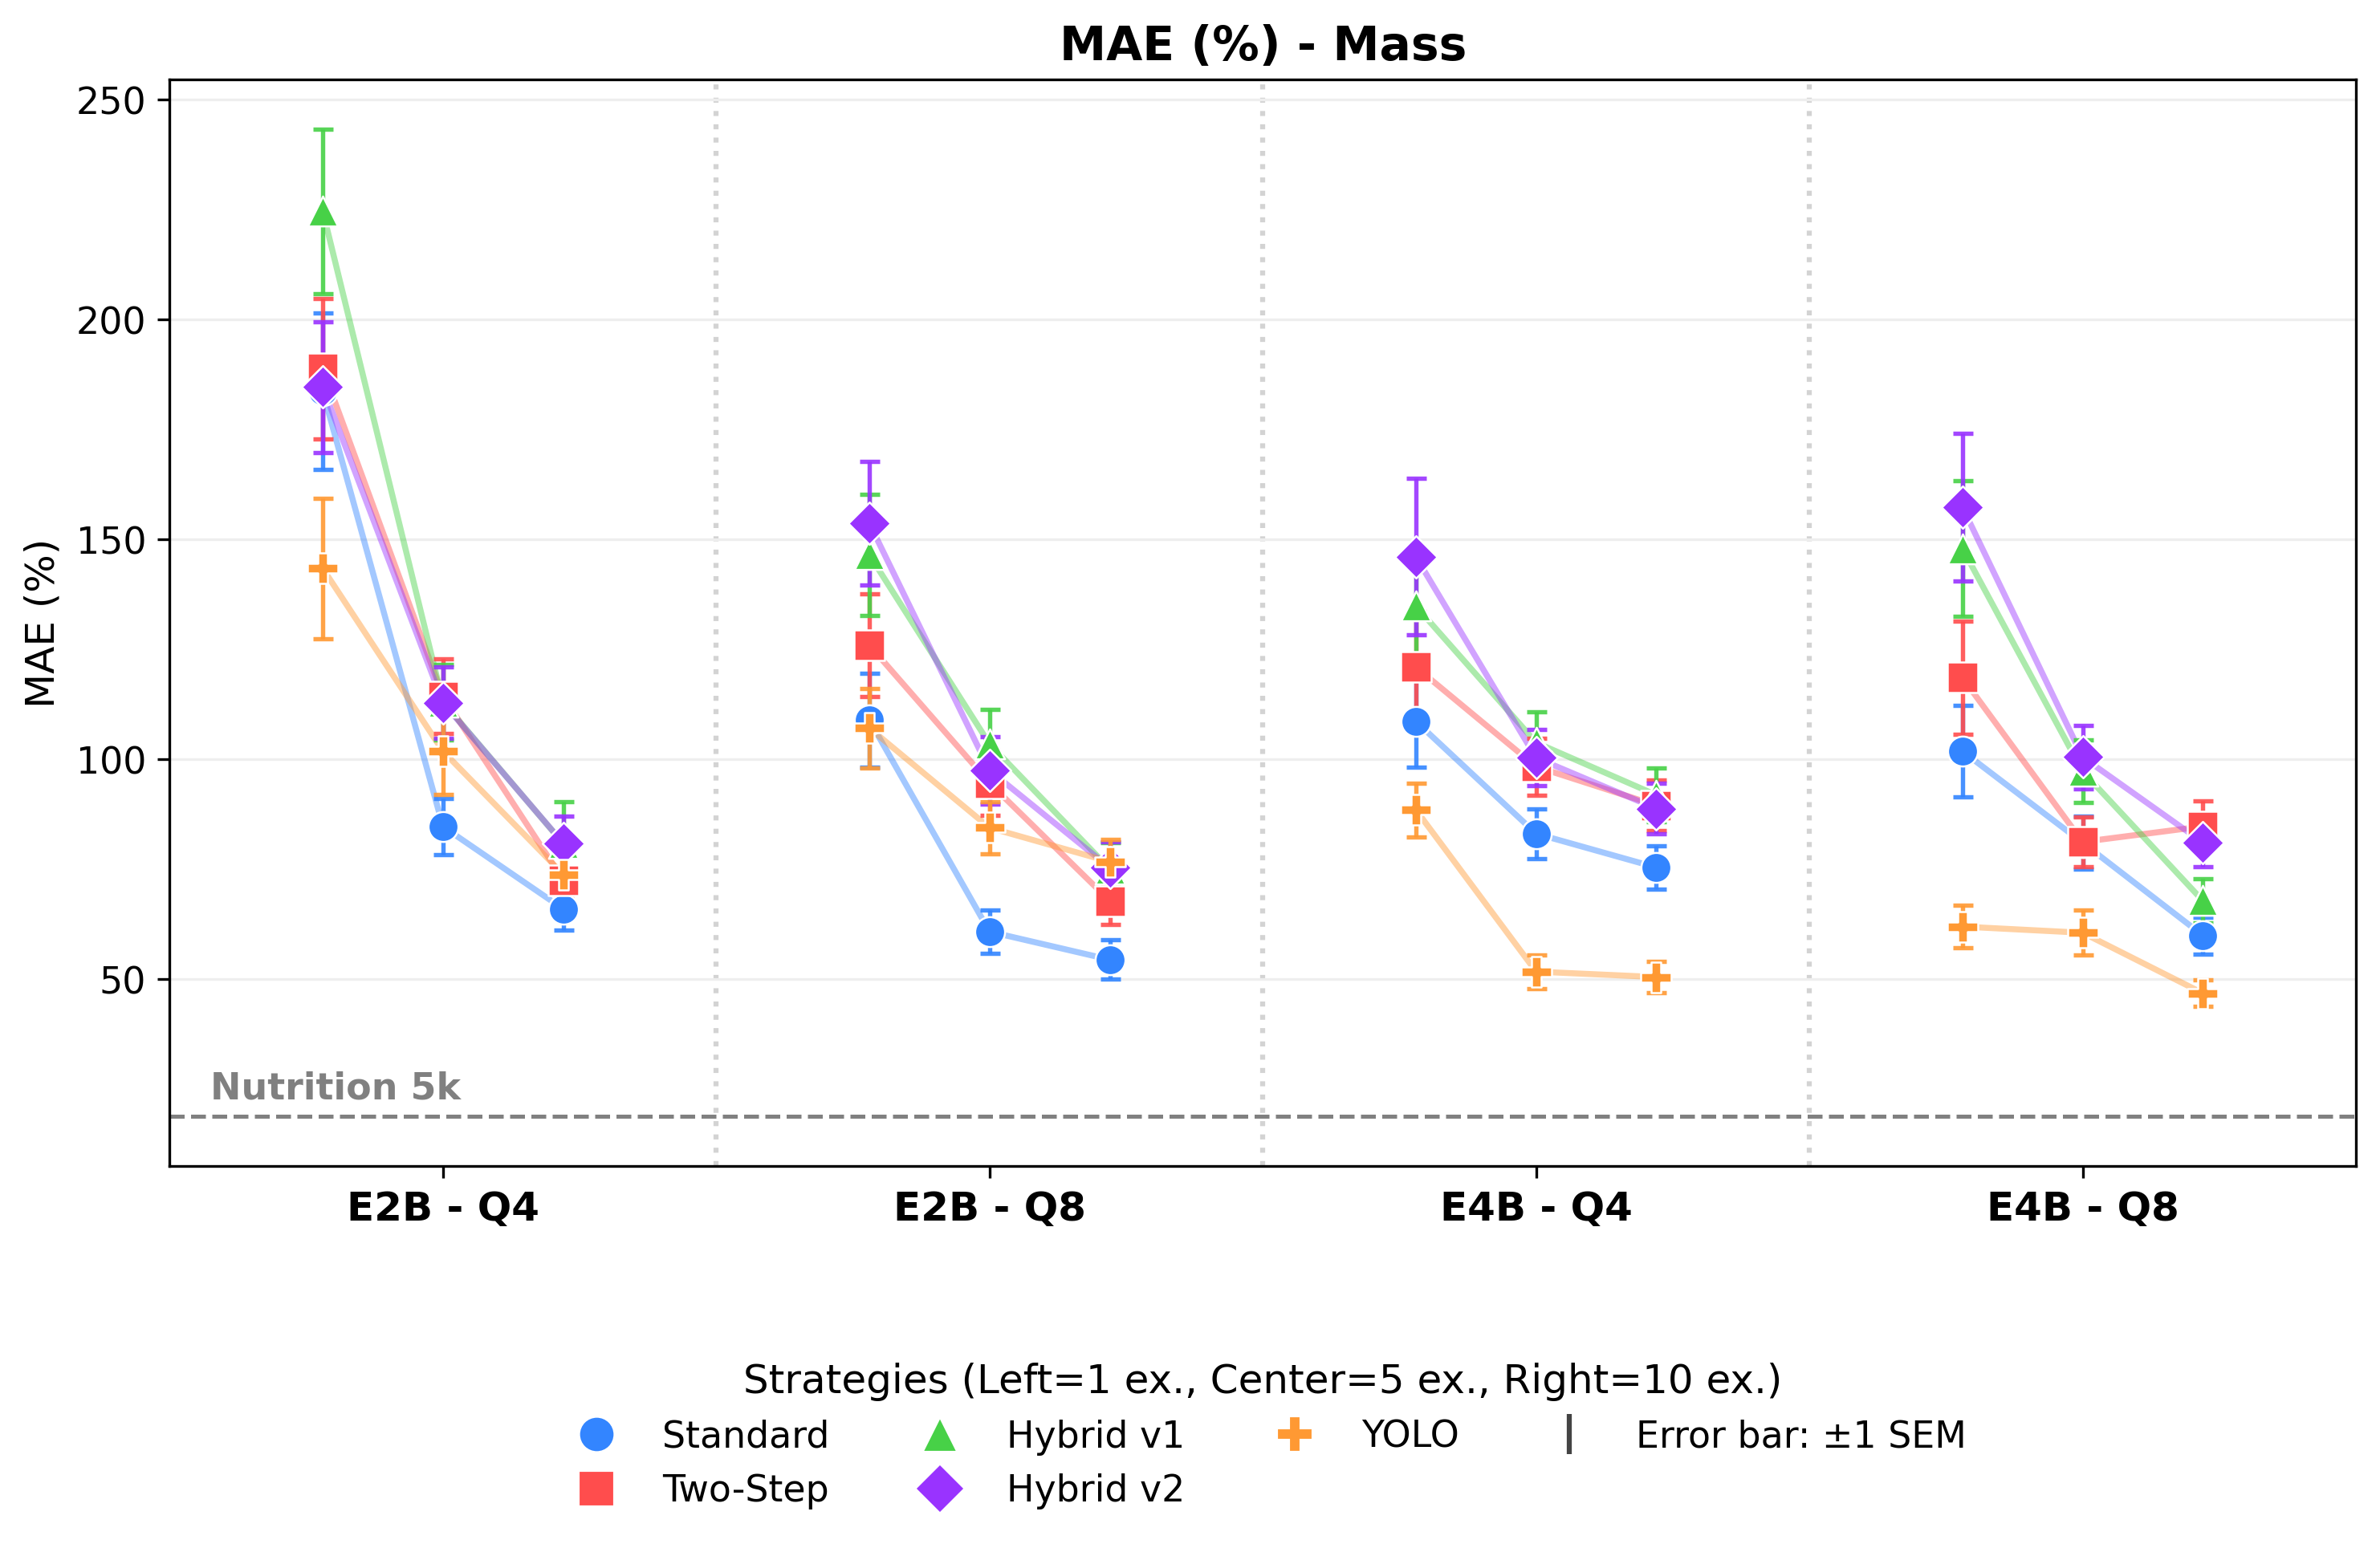 MAE (%) - Mass
MAE (%)
250
200
150
100
50
Nutrition 5k
E2B - Q4
E2B - Q8
E4B - Q4
E4B - Q8
Strategies (Left=1 ex., Center=5 ex., Right=10 ex.)
Standard
Hybrid v1
YOLO
Error bar: ±1 SEM
Two-Step
Hybrid v2